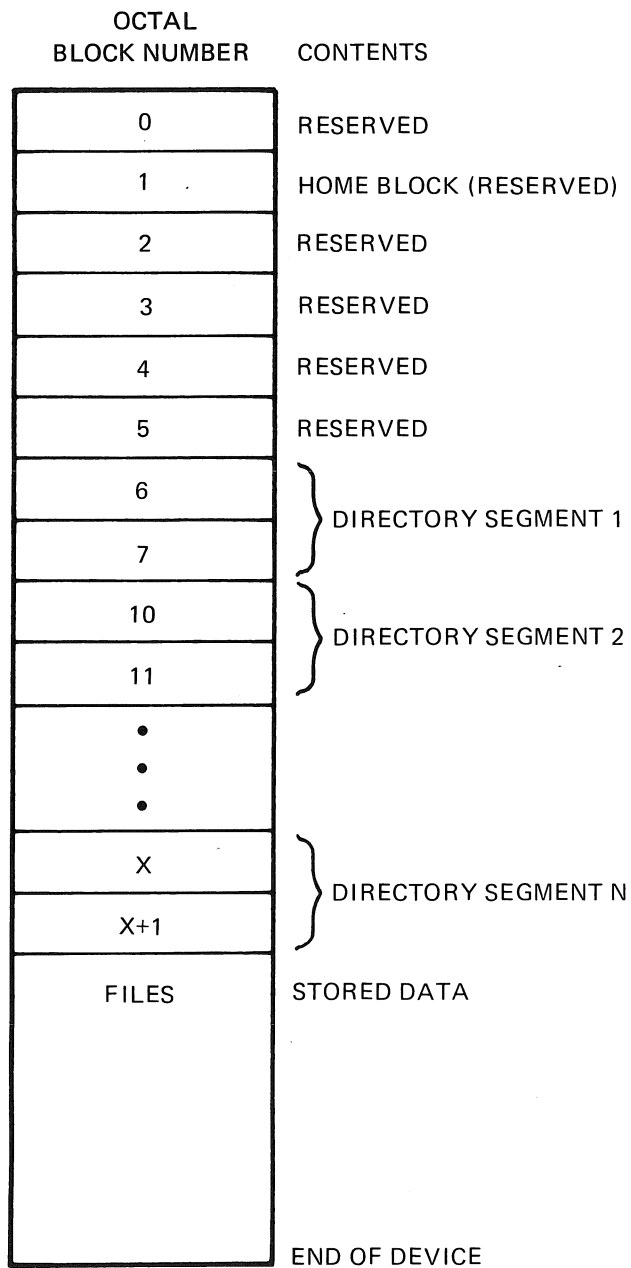 OCTAL
BLOCK NUMBER CONTENTS
0 RESERVED
1 HOME BLOCK (RESERVED)
2 RESERVED
3 RESERVED
4 RESERVED
5 RESERVED
6
DIRECTORY SEGMENT 1
7
10
DIRECTORY SEGMENT 2
11
X
DIRECTORY SEGMENT N
X+1
FILES STORED DATA
END OF DEVICE